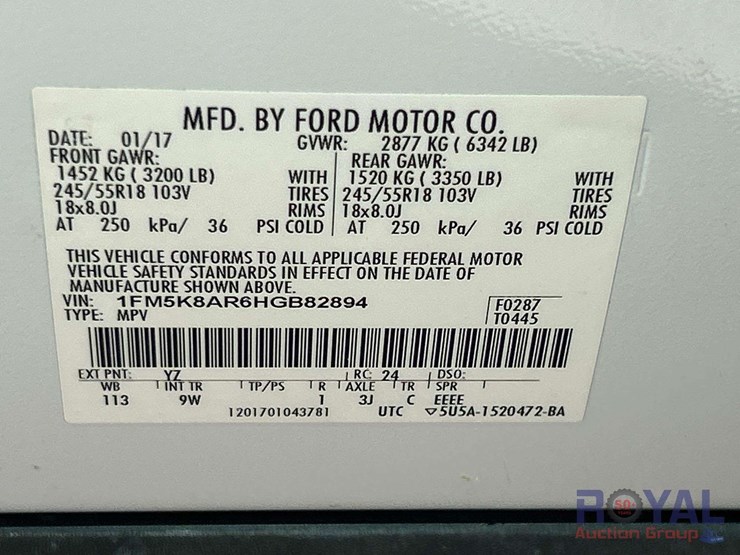 MFD. BY FORD MOTOR CO.
DATE: 01/17 GVWR: 2877 KG ( 6342 LB)
FRONT GAWR: REAR GAWR:
1452 KG ( 3200 LB) WITH 1520 KG ( 3350 LB) WITH
245/55R18 103V TIRES 245/55R18 103V TIRES
18x8.0J RIMS 18x8.0J RIMS
AT 250 kPa/ 36 PSI COLD AT 250 kPa/ 36 PSI COLD
THIS VEHICLE CONFORMS TO ALL APPLICABLE FEDERAL MOTOR
VEHICLE SAFETY STANDARDS IN EFFECT ON THE DATE OF
MANUFACTURE SHOWN ABOVE.
VIN: 1FM5K8AR6HGB82894 F0287
TYPE: MPV T0445
EXT PNT: YZ RC: 24 DSO:
WB INT TR TP/PS R AXLE TR SPR
113 9W 1 3J C EEEE
1201701043781 UTC ▽5U5A-1520472-BA
ROYAL
Auction Group